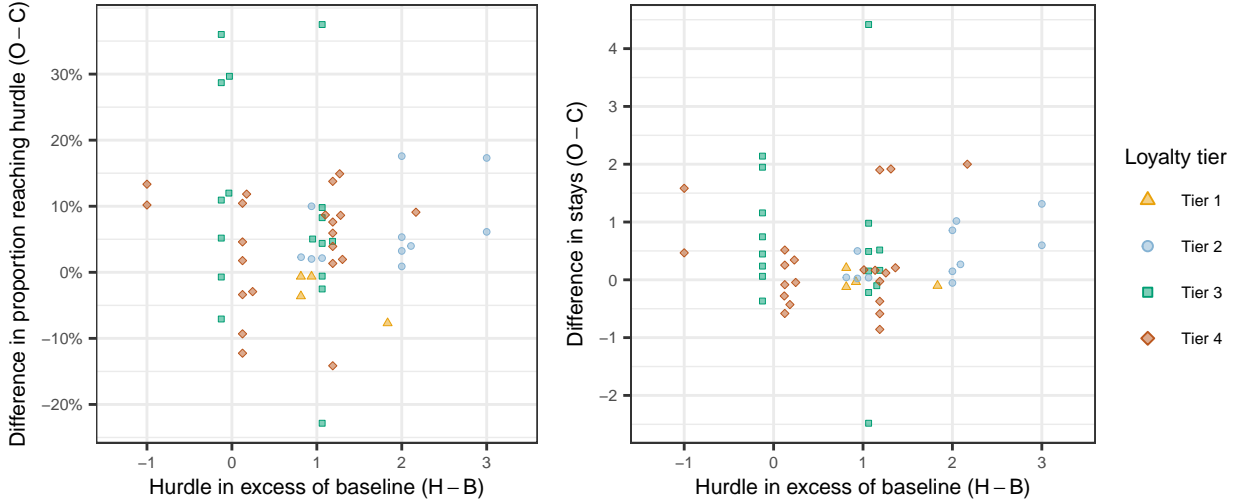 Difference in proportion reaching hurdle (O – C)
30%
20%
10%
0%
−10%
−20%
−1 0 1 2 3
Hurdle in excess of baseline (H – B)
Difference in stays (O – C)
4
3
2
1
0
−1
−2
−1 0 1 2 3
Hurdle in excess of baseline (H – B)
Loyalty tier
Tier 1
Tier 2
Tier 3
Tier 4